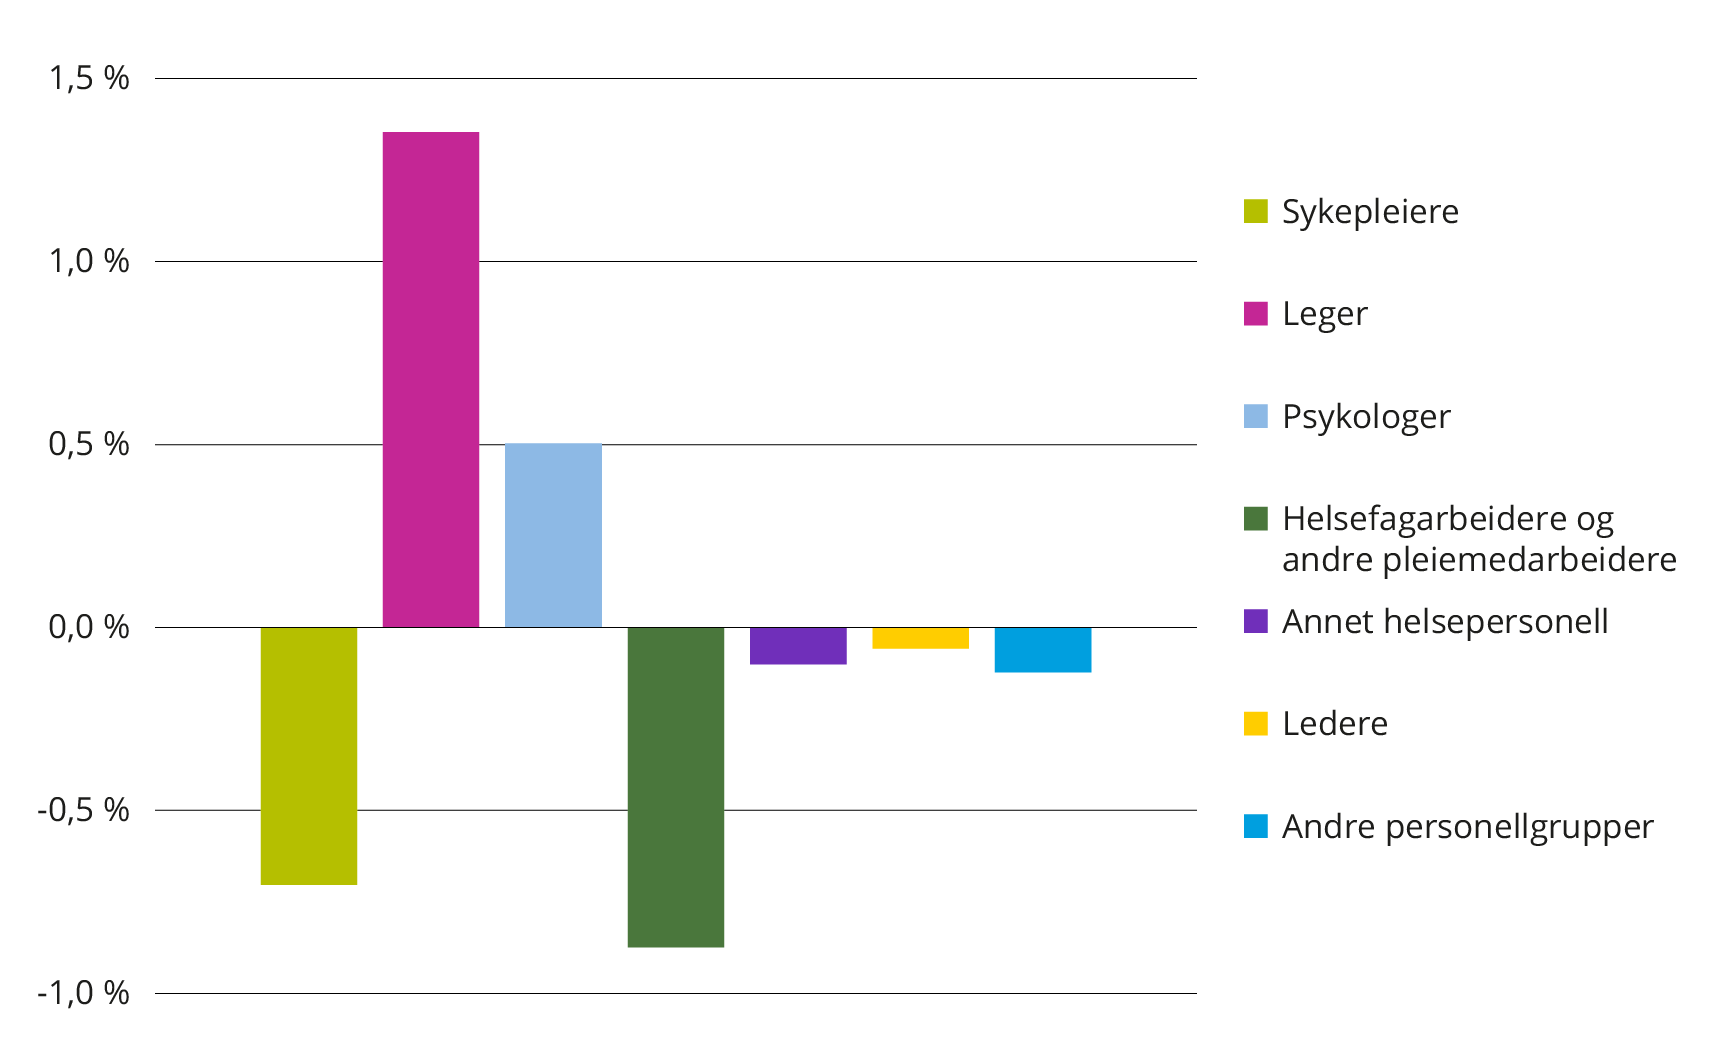 1,5 %
1,0 %
0,5 %
0,0 %
-0,5 %
-1,0 %
Sykepleiere
Leger
Psykologer
Helsefagarbeidere og
andre pleiemedarbeidere
Annet helsepersonell
Ledere
Andre personellgrupper